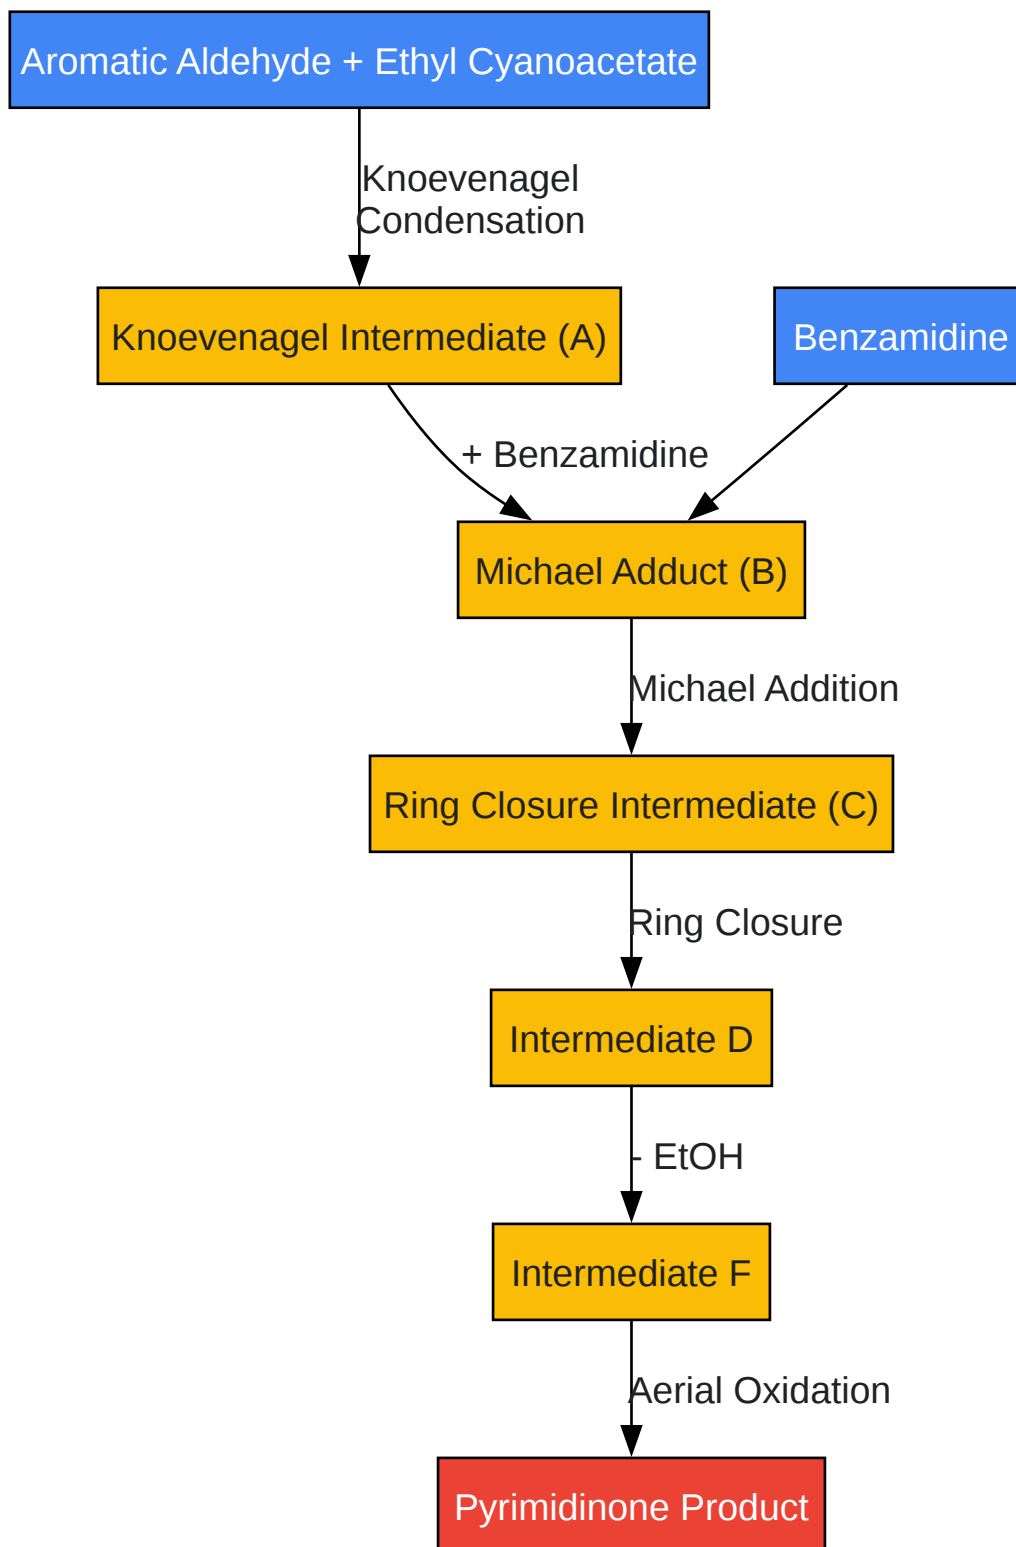 Aromatic Aldehyde + Ethyl Cyanoacetate
Knoevenagel
Condensation
Knoevenagel Intermediate (A)
Benzamidine
+ Benzamidine
Michael Adduct (B)
Michael Addition
Ring Closure Intermediate (C)
Ring Closure
Intermediate D
- EtOH
Intermediate F
Aerial Oxidation
Pyrimidinone Product